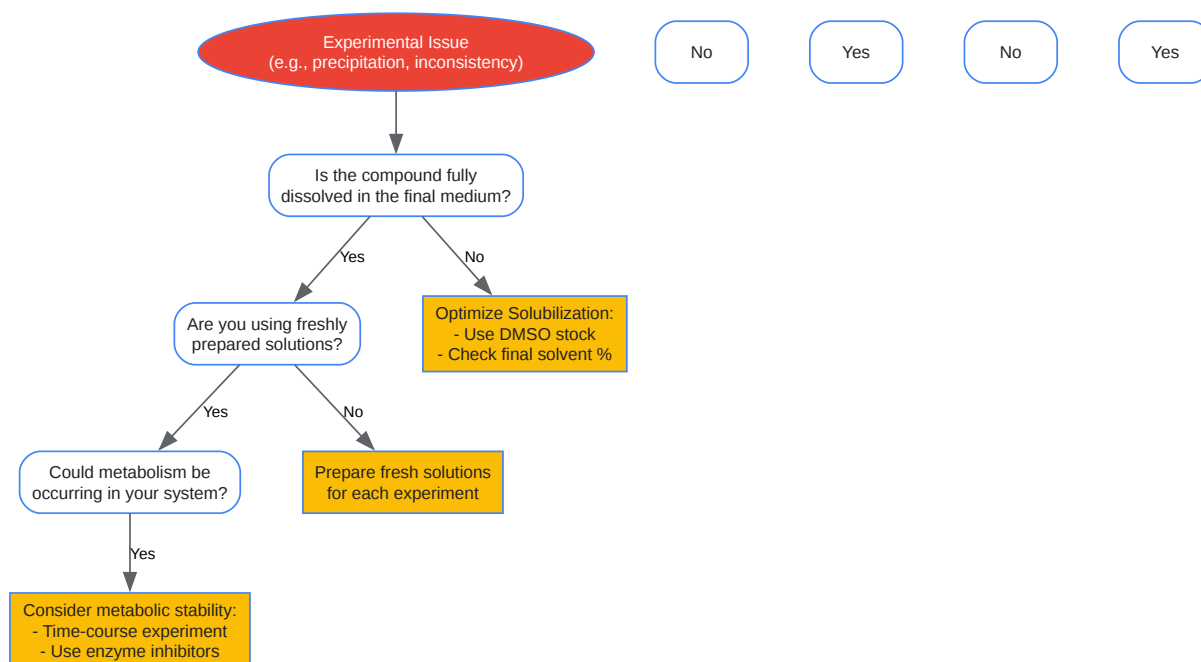 Experimental Issue
(e.g., precipitation, inconsistency)
No
Yes
No
Yes
Is the compound fully
dissolved in the final medium?
Yes
No
Are you using freshly
prepared solutions?
Optimize Solubilization:
- Use DMSO stock
- Check final solvent %
Yes
No
Could metabolism be
occurring in your system?
Prepare fresh solutions
for each experiment
Yes
Consider metabolic stability:
- Time-course experiment
- Use enzyme inhibitors